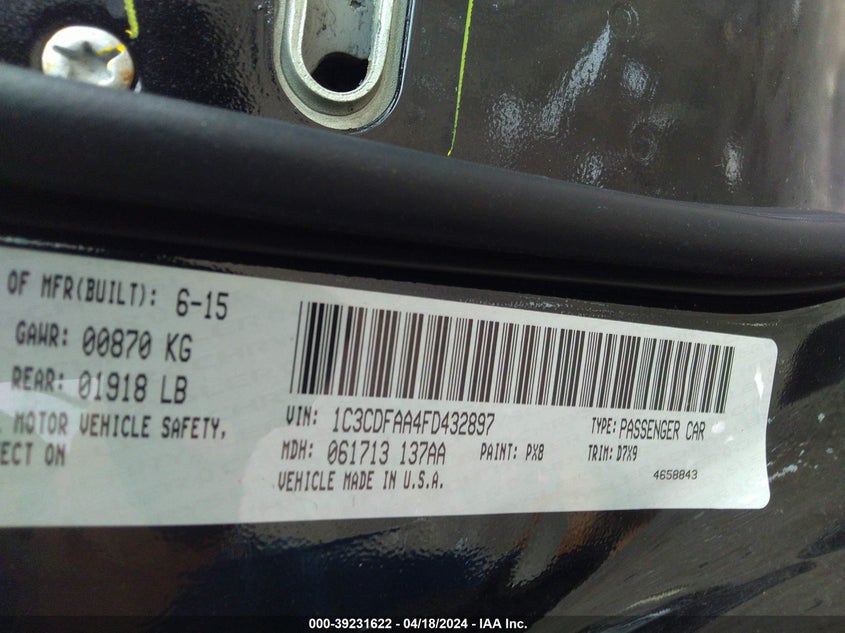 OF MFR(BUILT): 6-15
GAWR: 00870 KG
REAR: 01918 LB
MOTOR VEHICLE SAFETY,
ECT ON
VIN: 1C3CDFAA4FD432897
TYPE: PASSENGER CAR
MDH: 061713 137AA
PAINT: PX8
TRIM: D7X9
VEHICLE MADE IN U.S.A.
4658843
000-39231622 - 04/18/2024 - IAA Inc.